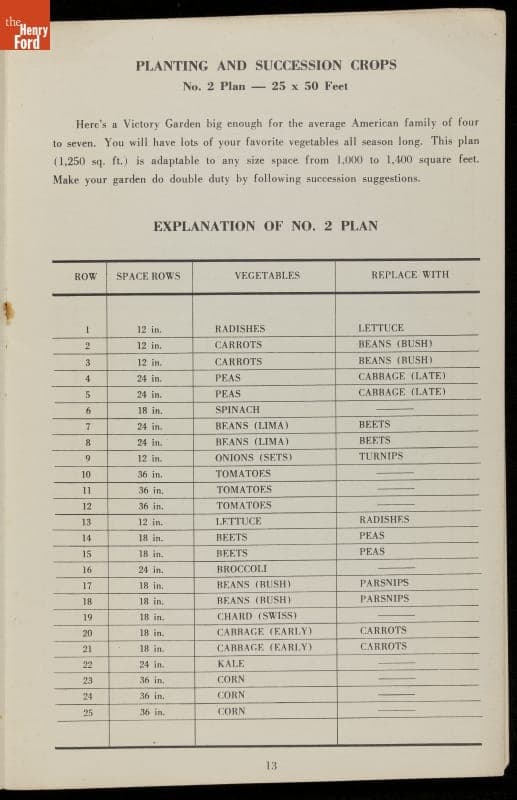 the
Henry
Ford
PLANTING AND SUCCESSION CROPS
No. 2 Plan — 25 x 50 Feet
Here's a Victory Garden big enough for the average American family of four
to seven. You will have lots of your favorite vegetables all season long. This plan
(1,250 sq. ft.) is adaptable to any size space from 1,000 to 1,400 square feet.
Make your garden do double duty by following succession suggestions.
EXPLANATION OF NO. 2 PLAN
ROW SPACE ROWS VEGETABLES REPLACE WITH
1 12 in. RADISHES LETTUCE
2 12 in. CARROTS BEANS (BUSH)
3 12 in. CARROTS BEANS (BUSH)
4 24 in. PEAS CABBAGE (LATE)
5 24 in. PEAS CABBAGE (LATE)
6 18 in. SPINACH ———
7 24 in. BEANS (LIMA) BEETS
8 24 in. BEANS (LIMA) BEETS
9 12 in. ONIONS (SETS) TURNIPS
10 36 in. TOMATOES ———
11 36 in. TOMATOES ———
12 36 in. TOMATOES ———
13 12 in. LETTUCE RADISHES
14 18 in. BEETS PEAS
15 18 in. BEETS PEAS
16 24 in. BROCCOLI ———
17 18 in. BEANS (BUSH) PARSNIPS
18 18 in. BEANS (BUSH) PARSNIPS
19 18 in. CHARD (SWISS) ———
20 18 in. CABBAGE (EARLY) CARROTS
21 18 in. CABBAGE (EARLY) CARROTS
22 24 in. KALE ———
23 36 in. CORN ———
24 36 in. CORN ———
25 36 in. CORN ———
13